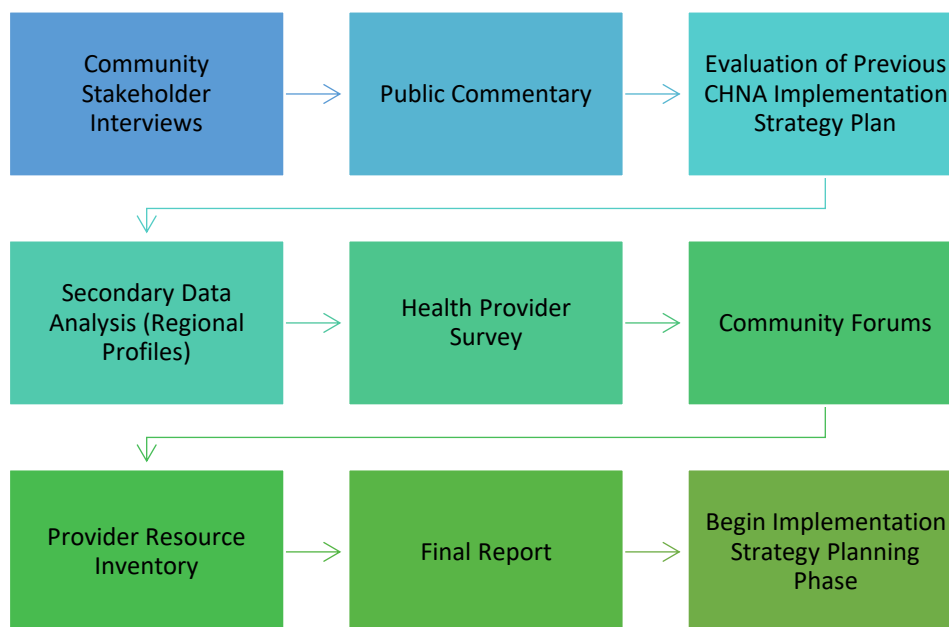 Community
Stakeholder
Interviews
Public Commentary
Evaluation of Previous
CHNA Implementation
Strategy Plan
Secondary Data
Analysis (Regional
Profiles)
Health Provider
Survey
Community Forums
Provider Resource
Inventory
Final Report
Begin Implementation
Strategy Planning
Phase